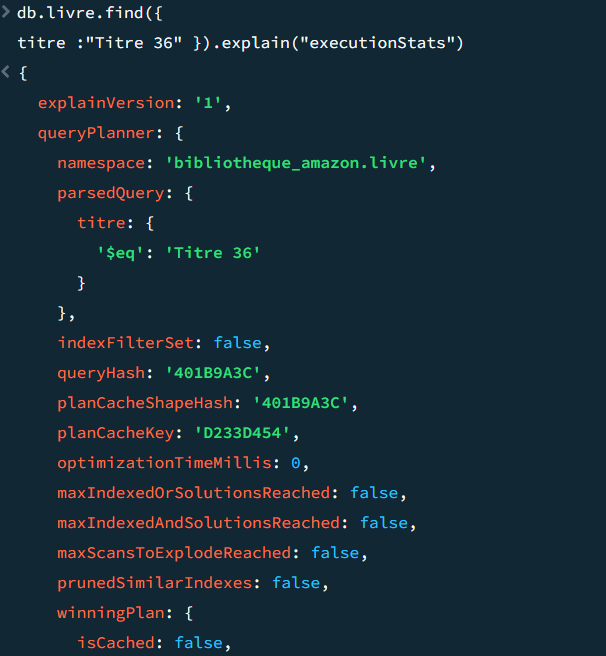 > db.livre.find({
titre :"Titre 36" }).explain("executionStats")
< {
explainVersion: '1',
queryPlanner: {
namespace: 'bibliotheque_amazon.livre',
parsedQuery: {
titre: {
'$eq': 'Titre 36'
}
},
indexFilterSet: false,
queryHash: '401B9A3C',
planCacheShapeHash: '401B9A3C',
planCacheKey: 'D233D454',
optimizationTimeMillis: 0,
maxIndexedOrSolutionsReached: false,
maxIndexedAndSolutionsReached: false,
maxScansToExplodeReached: false,
prunedSimilarIndexes: false,
winningPlan: {
isCached: false,